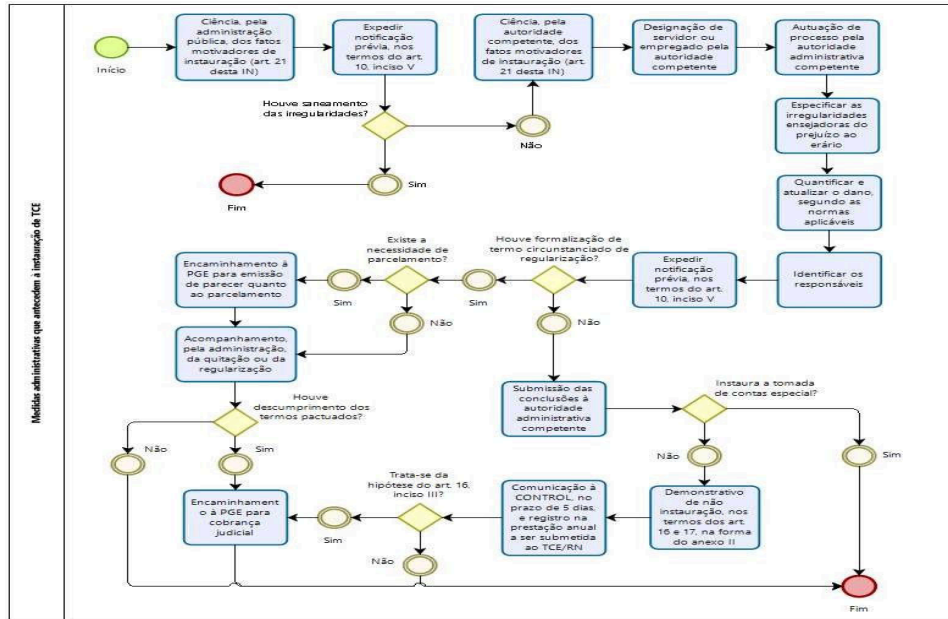 Medidas administrativas que antecedem à instauração de TCE
Início
Ciência, pela
administração
pública, dos fatos
motivadores de
instauração (art. 21
desta IN)
Expedir
notificação
prévia, nos
termos do art.
10, inciso V
Ciência, pela
autoridade
competente, dos
fatos motivadores
de instauração (art.
21 desta IN)
Designação de
servidor ou
empregado pela
autoridade
competente
Autuação de
processo pela
autoridade
administrativa
competente
Houve saneamento
das irregularidades?
Não
Sim
Fim
Especificar as
irregularidades
ensejadoras do
prejuízo ao
erário
Quantificar e
atualizar o dano,
segundo as
normas
aplicáveis
Identificar os
responsáveis
Expedir
notificação
prévia, nos
termos do art.
10, inciso V
Houve formalização de
termo circunstanciado de
regularização?
Sim
Não
Existe a
necessidade de
parcelamento?
Sim
Não
Encaminhamento à
PGE para emissão
de parecer quanto
ao parcelamento
Acompanhamento,
pela administração,
da quitação ou da
regularização
Houve
descumprimento dos
termos pactuados?
Não
Sim
Submissão das
conclusões à
autoridade
administrativa
competente
Instaura a tomada
de contas especial?
Não
Sim
Demonstrativo de
não
instauração, nos
termos dos art.
16 e 17, na forma
do anexo II
Comunicação à
CONTROL, no
prazo de 5 dias,
e registro na
prestação anual
a ser submetida
ao TCE/RN
Trata-se da
hipótese do art. 16,
inciso III?
Sim
Não
Encaminhament
o à PGE para
cobrança
judicial
Fim